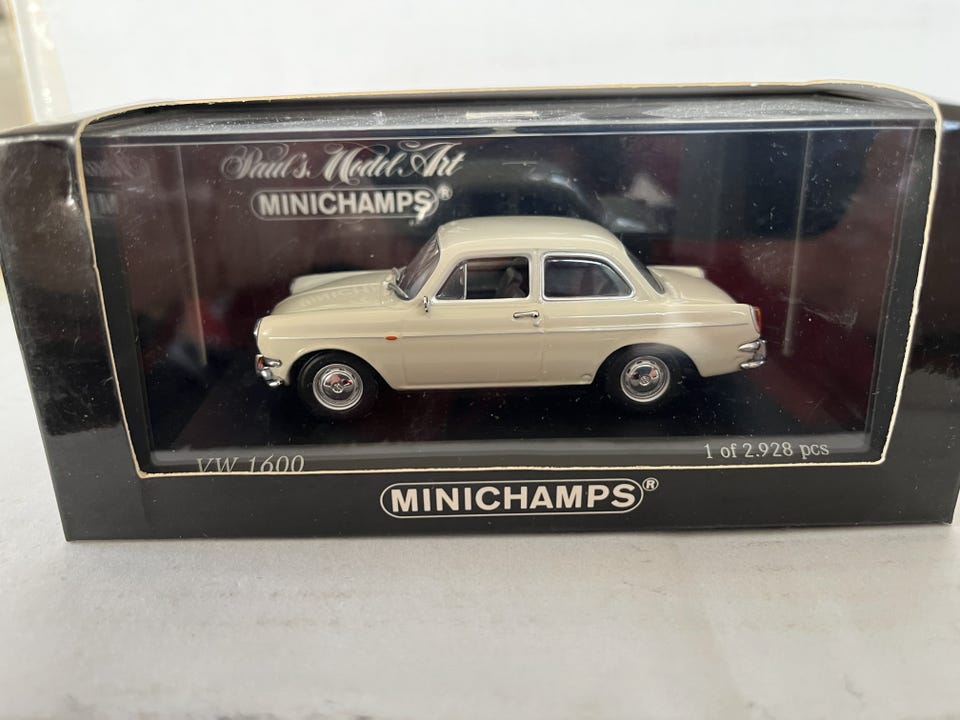 Paul's Model Art
MINICHAMPS®
VW 1600
1 of 2.928 pcs
MINICHAMPS®